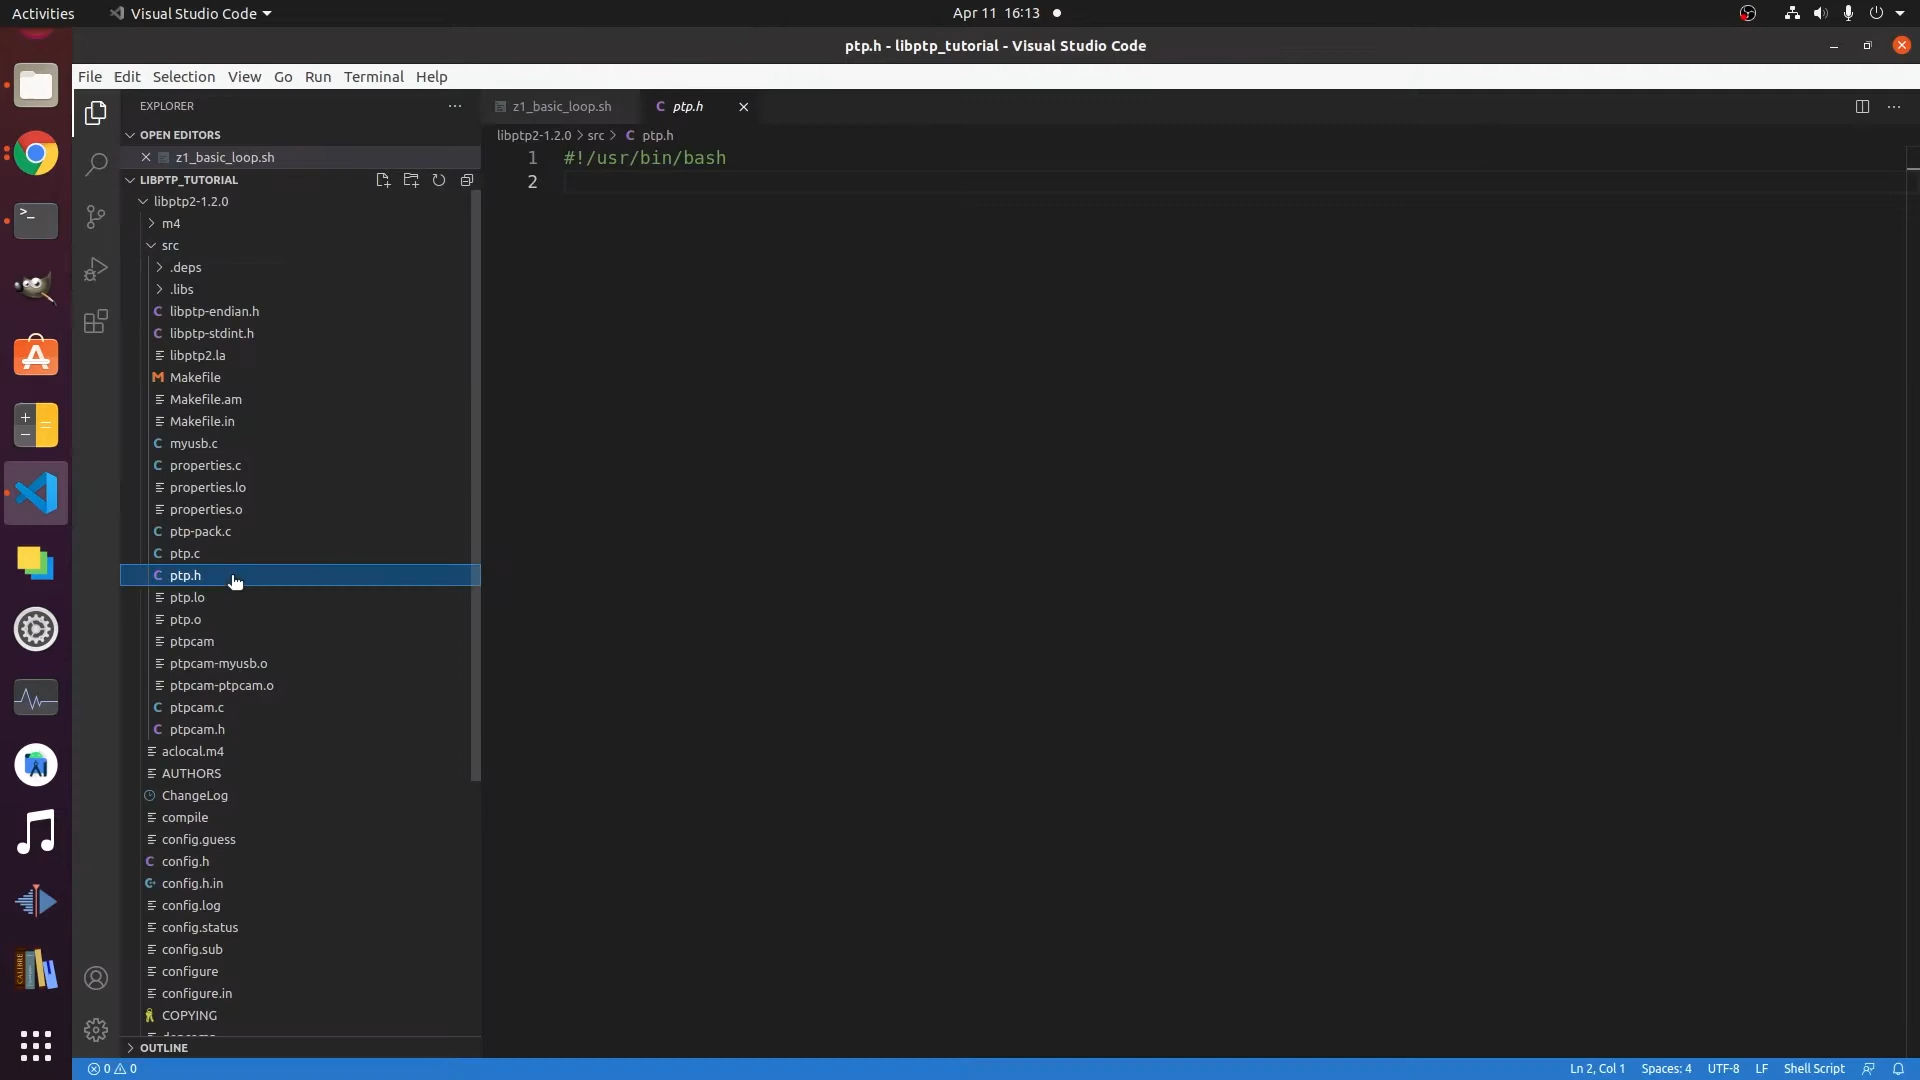 Activities
Visual Studio Code
Apr 11 16:13
ptp.h - libptp_tutorial - Visual Studio Code
File Edit Selection View Go Run Terminal Help
EXPLORER
z1_basic_loop.sh
ptp.h
OPEN EDITORS
libptp2-1.2.0 > src > ptp.h
z1_basic_loop.sh
1 #!/usr/bin/bash
2
LIBPTP_TUTORIAL
libptp2-1.2.0
m4
src
.deps
.libs
libptp-endian.h
libptp-stdint.h
libptp2.la
Makefile
Makefile.am
Makefile.in
myusb.c
properties.c
properties.lo
properties.o
ptp-pack.c
ptp.c
ptp.h
ptp.lo
ptp.o
ptpcam
ptpcam-myusb.o
ptpcam-ptpcam.o
ptpcam.c
ptpcam.h
aclocal.m4
AUTHORS
ChangeLog
compile
config.guess
config.h
config.h.in
config.log
config.status
config.sub
configure
configure.in
COPYING
OUTLINE
0 0
Ln 2, Col 1 Spaces: 4 UTF-8 LF Shell Script